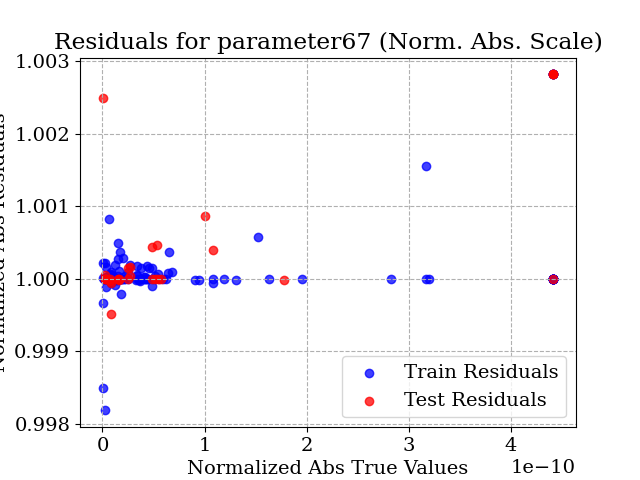 Residuals for parameter67 (Norm. Abs. Scale)
Normalized Abs Residuals
1.003
1.002
1.001
1.000
0.999
0.998
Train Residuals
Test Residuals
0 1 2 3 4
1e−10
Normalized Abs True Values